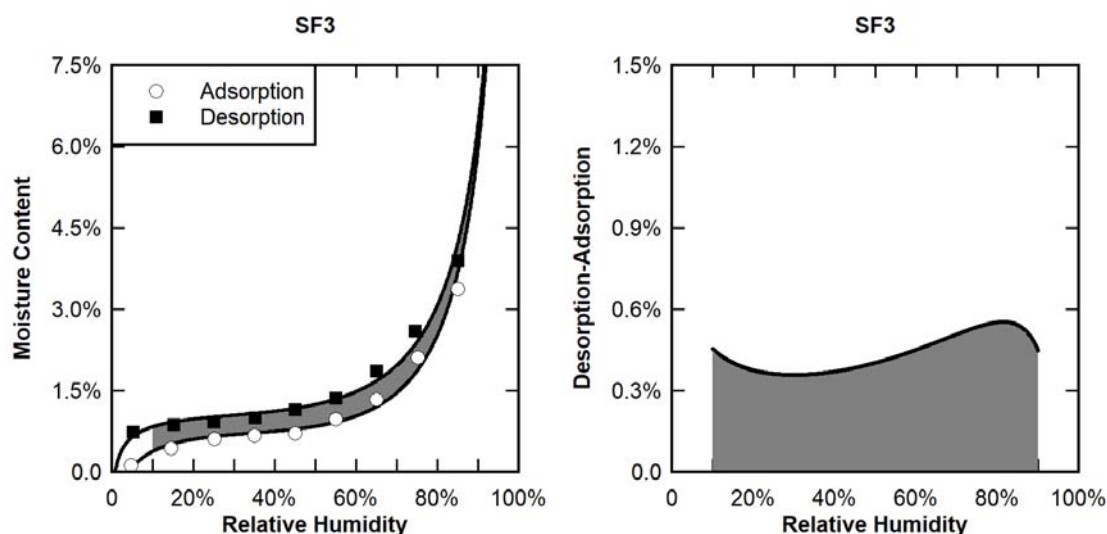 SF3
7.5%
6.0%
4.5%
3.0%
1.5%
0.0
Moisture Content
Adsorption
Desorption
0 20% 40% 60% 80% 100%
Relative Humidity
SF3
1.5%
1.2%
0.9%
0.6%
0.3%
0.0
Desorption-Adsorption
0 20% 40% 60% 80% 100%
Relative Humidity